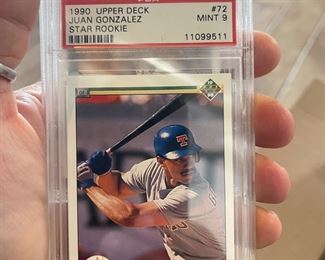 1990 UPPER DECK #72
JUAN GONZALEZ MINT 9
STAR ROOKIE
11099511
T